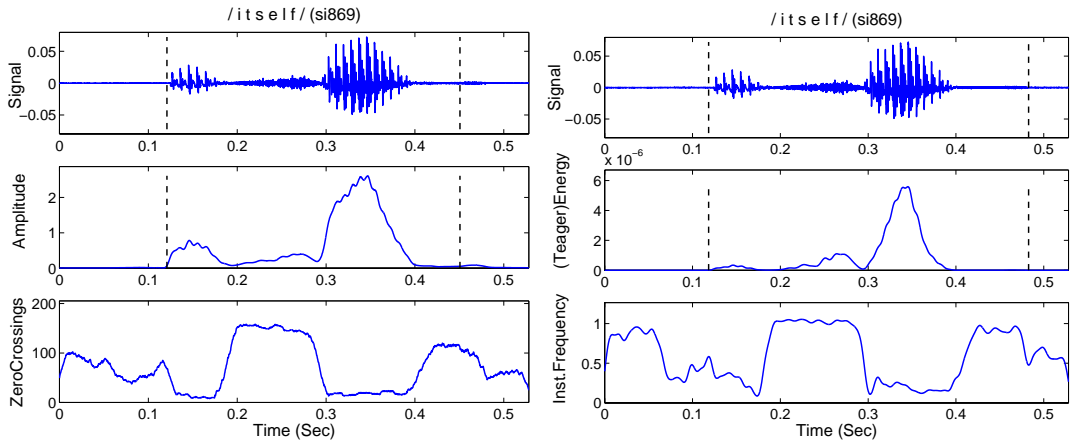 / i t s e l f / (si869)
Signal
0.05
0
−0.05
0 0.1 0.2 0.3 0.4 0.5
Amplitude
2
1
0
0 0.1 0.2 0.3 0.4 0.5
ZeroCrossings
200
100
0
0 0.1 0.2 0.3 0.4 0.5
Time (Sec)
/ i t s e l f / (si869)
Signal
0.05
0
−0.05
0 0.1 0.2 0.3 0.4 0.5
x 10⁻⁶
(Teager)Energy
6
4
2
0
0 0.1 0.2 0.3 0.4 0.5
Inst.Frequency
1
0.5
0
0 0.1 0.2 0.3 0.4 0.5
Time (Sec)